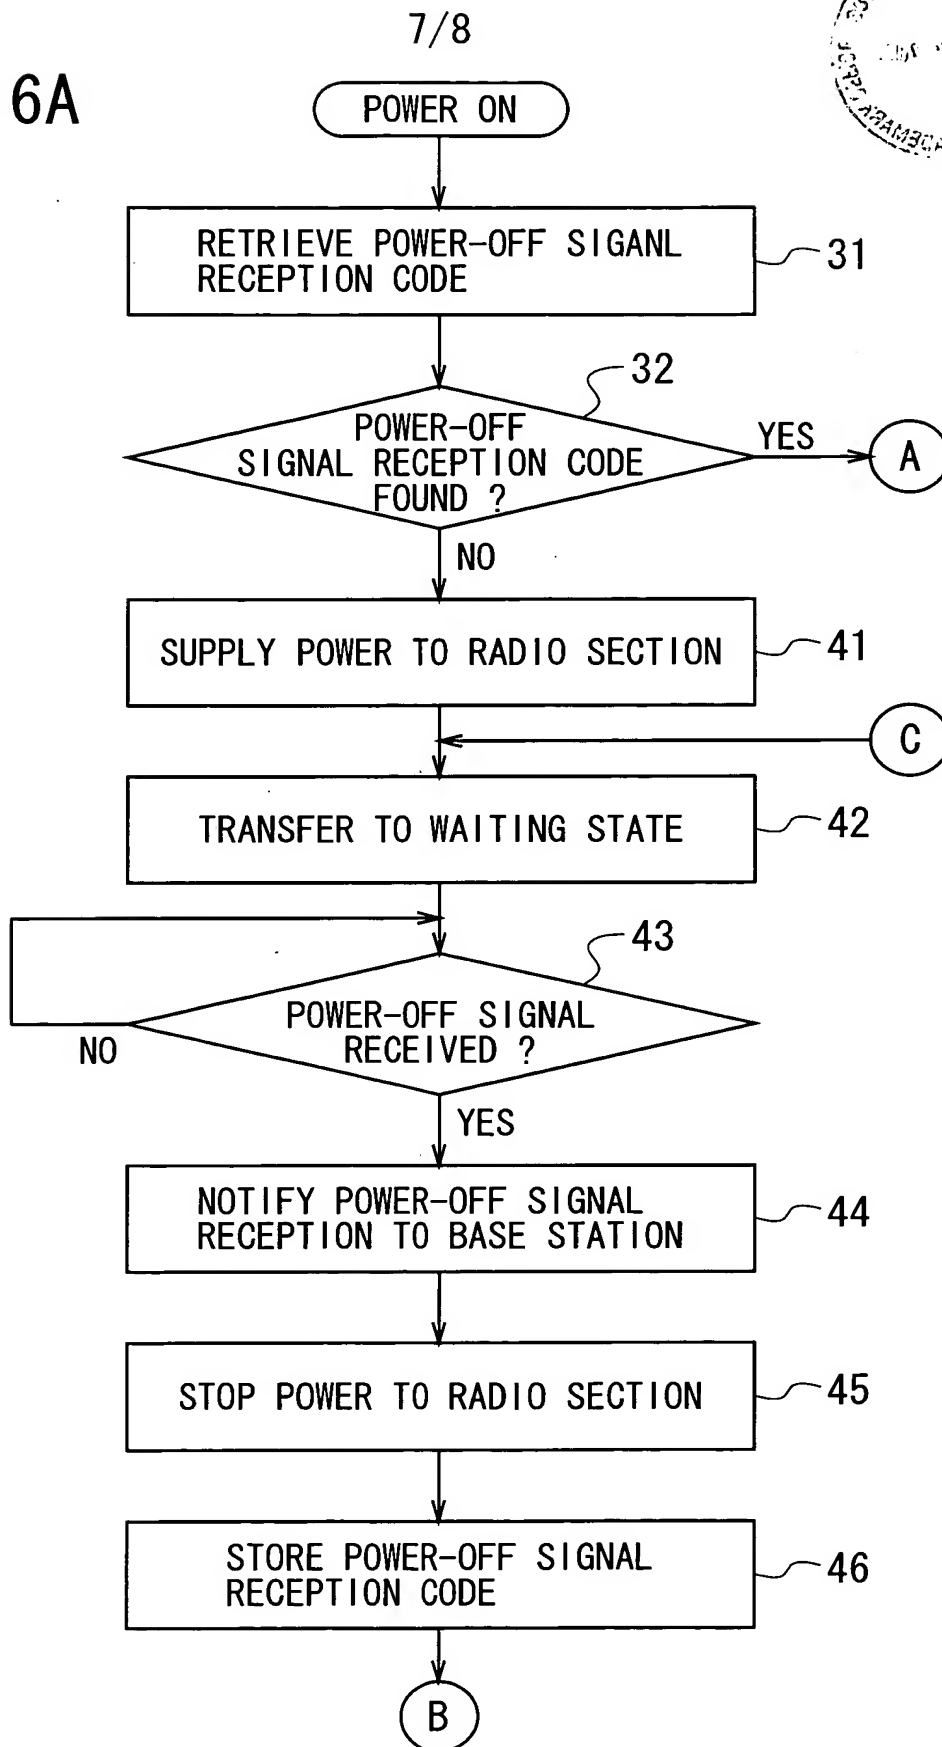 7/8
6A
POWER ON
RETRIEVE POWER-OFF SIGANL
RECEPTION CODE
31
32
POWER-OFF
SIGNAL RECEPTION CODE
FOUND ?
YES
A
NO
SUPPLY POWER TO RADIO SECTION
41
C
TRANSFER TO WAITING STATE
42
43
POWER-OFF SIGNAL
RECEIVED ?
NO
YES
NOTIFY POWER-OFF SIGNAL
RECEPTION TO BASE STATION
44
STOP POWER TO RADIO SECTION
45
STORE POWER-OFF SIGNAL
RECEPTION CODE
46
B